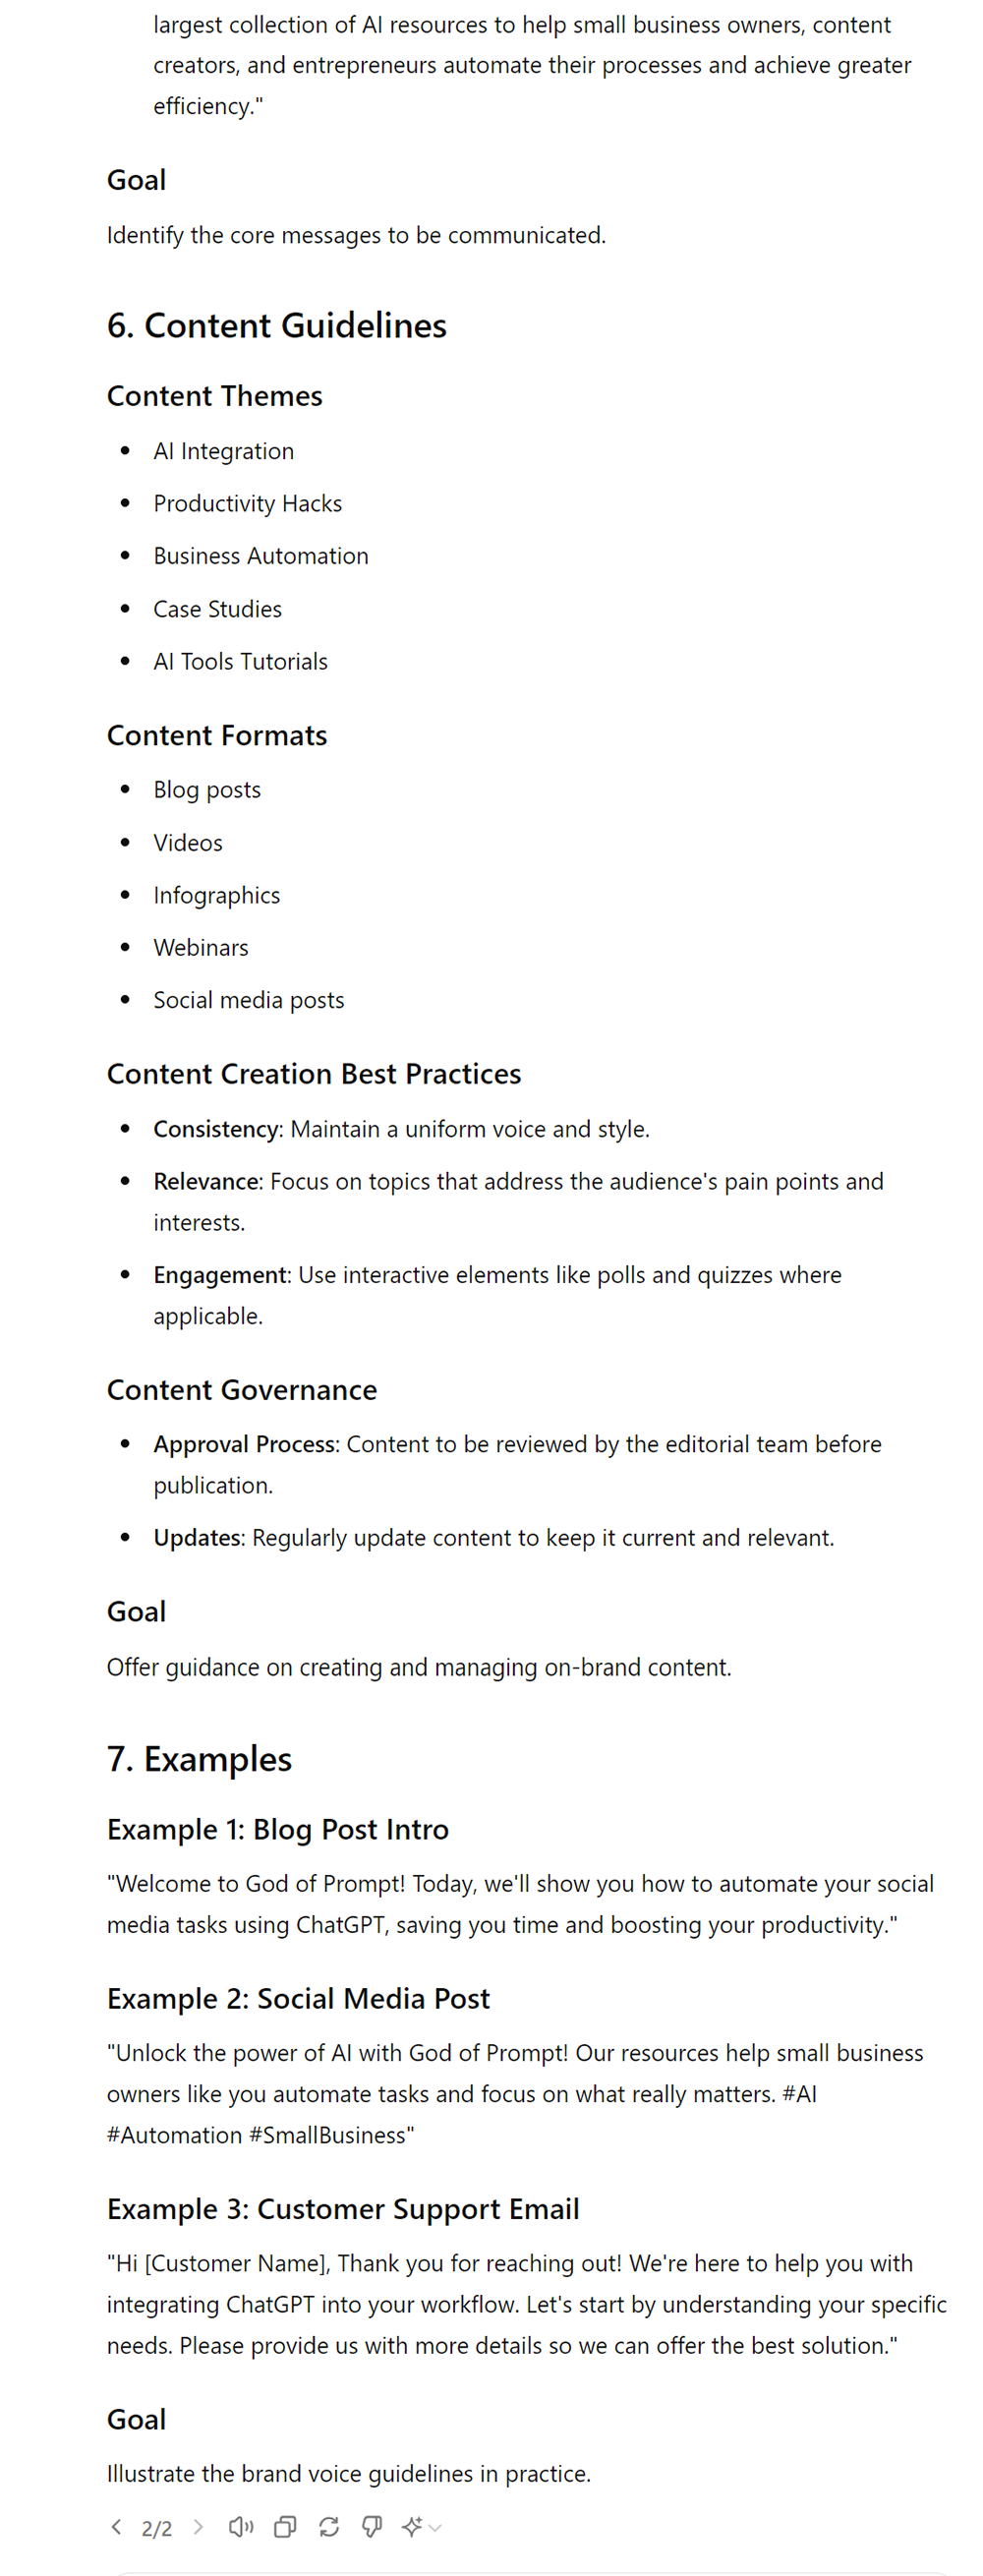 largest collection of AI resources to help small business owners, content
creators, and entrepreneurs automate their processes and achieve greater
efficiency."
Goal
Identify the core messages to be communicated.
6. Content Guidelines
Content Themes
• AI Integration
• Productivity Hacks
• Business Automation
• Case Studies
• AI Tools Tutorials
Content Formats
• Blog posts
• Videos
• Infographics
• Webinars
• Social media posts
Content Creation Best Practices
• Consistency: Maintain a uniform voice and style.
• Relevance: Focus on topics that address the audience's pain points and
interests.
• Engagement: Use interactive elements like polls and quizzes where
applicable.
Content Governance
• Approval Process: Content to be reviewed by the editorial team before
publication.
• Updates: Regularly update content to keep it current and relevant.
Goal
Offer guidance on creating and managing on-brand content.
7. Examples
Example 1: Blog Post Intro
"Welcome to God of Prompt! Today, we'll show you how to automate your social
media tasks using ChatGPT, saving you time and boosting your productivity."
Example 2: Social Media Post
"Unlock the power of AI with God of Prompt! Our resources help small business
owners like you automate tasks and focus on what really matters. #AI
#Automation #SmallBusiness"
Example 3: Customer Support Email
"Hi [Customer Name], Thank you for reaching out! We're here to help you with
integrating ChatGPT into your workflow. Let's start by understanding your specific
needs. Please provide us with more details so we can offer the best solution."
Goal
Illustrate the brand voice guidelines in practice.
2/2